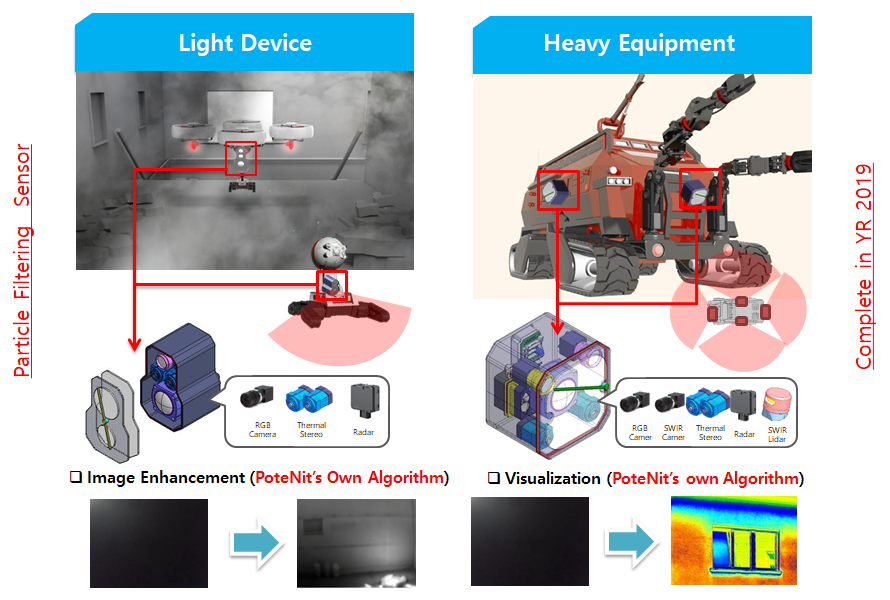 Light Device
Heavy Equipment
Particle Filtering Sensor
Complete in YR 2019
RGB
Camera
Thermal
Stereo
Radar
RGB
Camer
SWIR
Camer
Thermal
Stereo
Radar
SWIR
Lidar
❑ Image Enhancement (PoteNit's Own Algorithm)
❑ Visualization (PoteNit's own Algorithm)